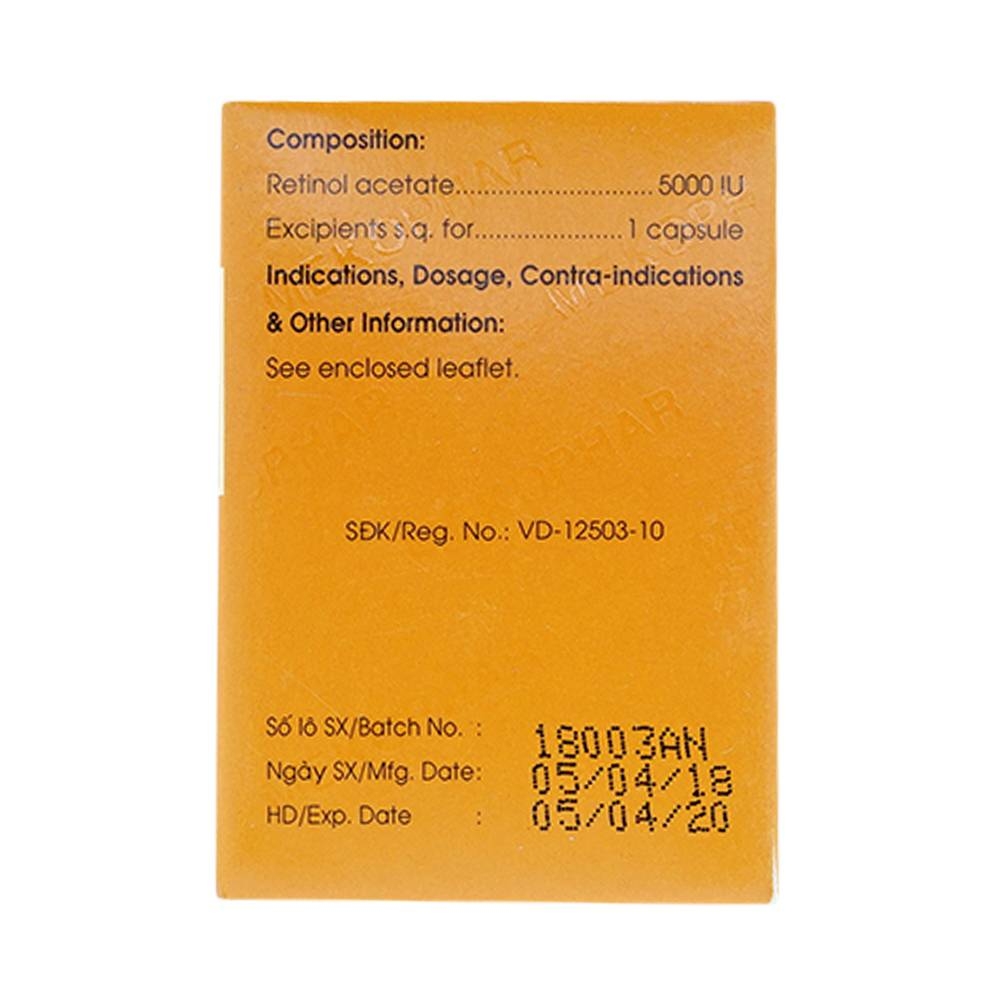 Composition:
Retinol acetate............................ 5000 IU
Excipients s.q. for.....................1 capsule
Indications, Dosage, Contra-indications
& Other Information:
See enclosed leaflet.
MEKOPHAR
MEKOPHAR
SĐK/Reg. No.: VD-12503-10
Số lô SX/Batch No. : 18003AN
Ngày SX/Mfg. Date: 05/04/18
HD/Exp. Date : 05/04/20